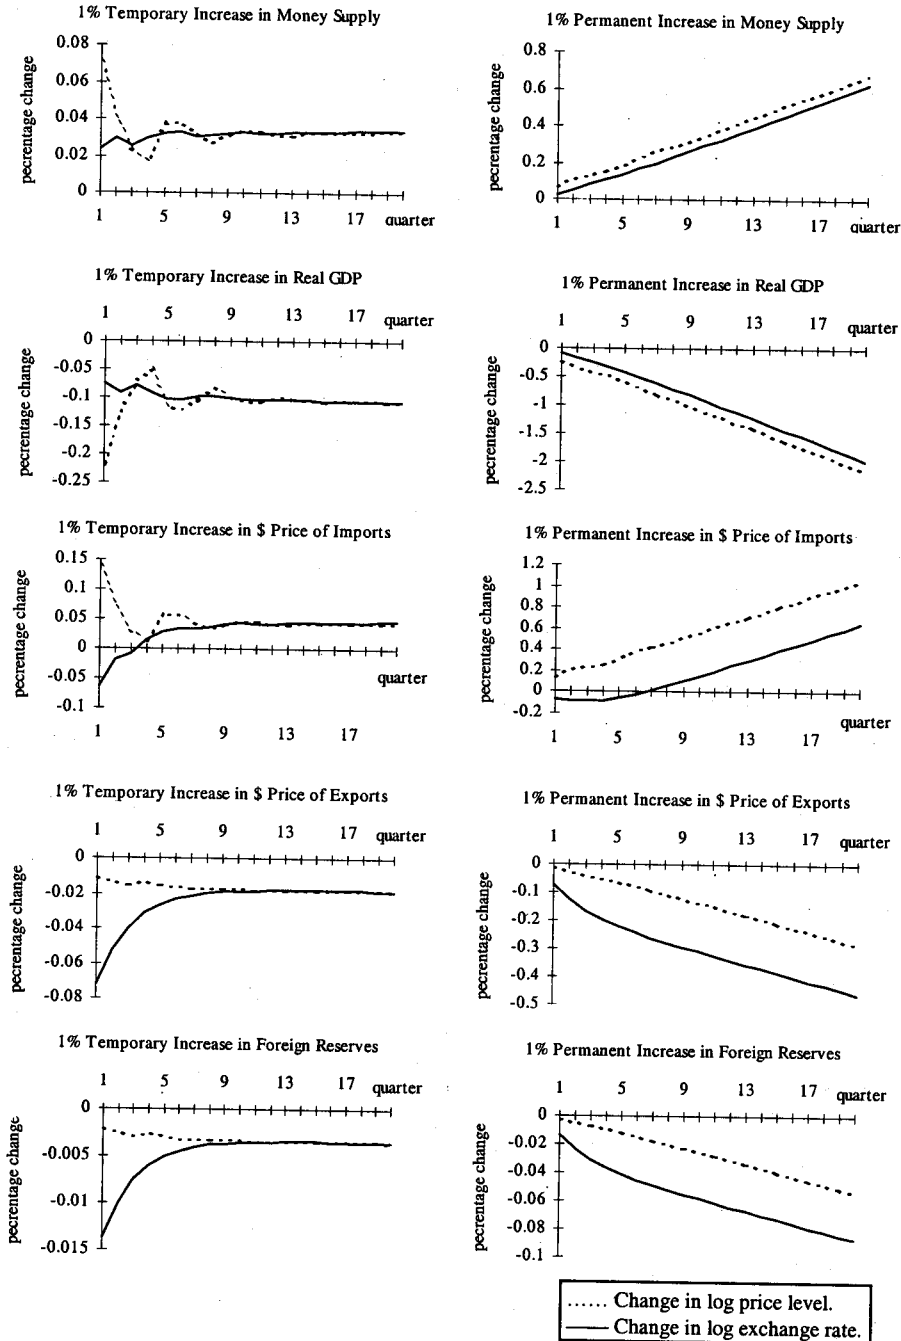 1% Temporary Increase in Money Supply
pecrentage change
0.08
0.06
0.04
0.02
0
1 5 9 13 17 quarter
1% Permanent Increase in Money Supply
pecrentage change
0.8
0.6
0.4
0.2
0
1 5 9 13 17 quarter
1% Temporary Increase in Real GDP
1 5 9 13 17 quarter
pecrentage change
0
-0.05
-0.1
-0.15
-0.2
-0.25
1% Permanent Increase in Real GDP
1 5 9 13 17 quarter
pecrentage change
0
-0.5
-1
-1.5
-2
-2.5
1% Temporary Increase in $ Price of Imports
pecrentage change
0.15
0.1
0.05
0
-0.05
-0.1
quarter
1 5 9 13 17
1% Permanent Increase in $ Price of Imports
pecrentage change
1.2
1
0.8
0.6
0.4
0.2
0
-0.2
quarter
1 5 9 13 17
1% Temporary Increase in $ Price of Exports
1 5 9 13 17 quarter
pecrentage change
0
-0.02
-0.04
-0.06
-0.08
1% Permanent Increase in $ Price of Exports
1 5 9 13 17 quarter
pecrentage change
0
-0.1
-0.2
-0.3
-0.4
-0.5
1% Temporary Increase in Foreign Reserves
1 5 9 13 17 quarter
pecrentage change
0
-0.005
-0.01
-0.015
1% Permanent Increase in Foreign Reserves
1 5 9 13 17 quarter
pecrentage change
0
-0.02
-0.04
-0.06
-0.08
-0.1
Change in log price level.
Change in log exchange rate.